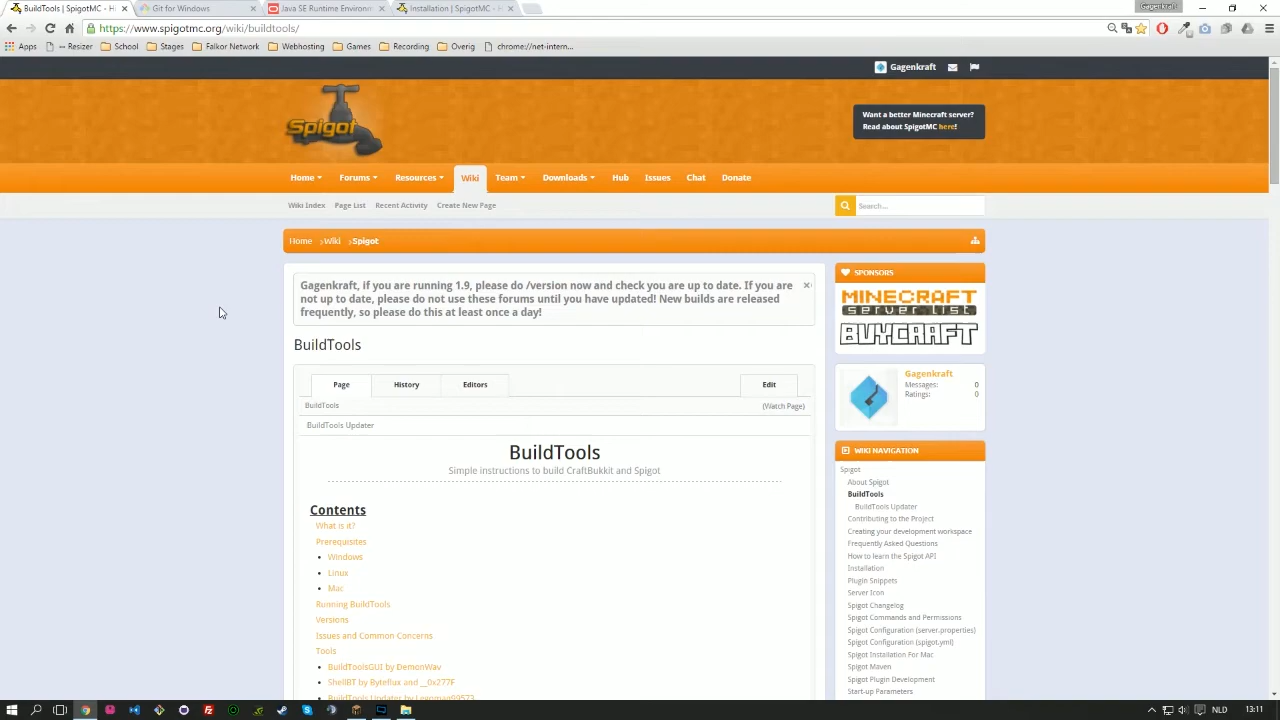 BuildTools | SpigotMC - H
Git for Windows
Java SE Runtime Environm
Installation | SpigotMC - H
Gagenkraft
https://www.spigotmc.org/wiki/buildtools/
Apps
-- Resizer
School
Stages
Falkor Network
Webhosting
Games
Recording
Overig
chrome://net-intern...
Gagenkraft
Spigot
Want a better Minecraft server?
Read about SpigotMC here!
Home
Forums
Resources
Wiki
Team
Downloads
Hub
Issues
Chat
Donate
Wiki Index
Page List
Recent Activity
Create New Page
Search...
Home
Wiki
Spigot
Gagenkraft, if you are running 1.9, please do /version now and check you are up to date. If you are
not up to date, please do not use these forums until you have updated! New builds are released
frequently, so please do this at least once a day!
BuildTools
Page
History
Editors
Edit
BuildTools
(Watch Page)
BuildTools Updater
BuildTools
Simple instructions to build CraftBukkit and Spigot
Contents
What is it?
Prerequisites
Windows
Linux
Mac
Running BuildTools
Versions
Issues and Common Concerns
Tools
BuildToolsGUI by DemonWav
ShellBT by Byteflux and __0x277F
BuildTools Updater by Leenmag99573
SPONSORS
MINECRAFT
server list
BUYCRAFT
Gagenkraft
Messages: 0
Ratings: 0
WIKI NAVIGATION
Spigot
About Spigot
BuildTools
BuildTools Updater
Contributing to the Project
Creating your development workspace
Frequently Asked Questions
How to learn the Spigot API
Installation
Plugin Snippets
Server Icon
Spigot Changelog
Spigot Commands and Permissions
Spigot Configuration (server.properties)
Spigot Configuration (spigot.yml)
Spigot Installation For Mac
Spigot Maven
Spigot Plugin Development
Start-up Parameters
NLD
13:11